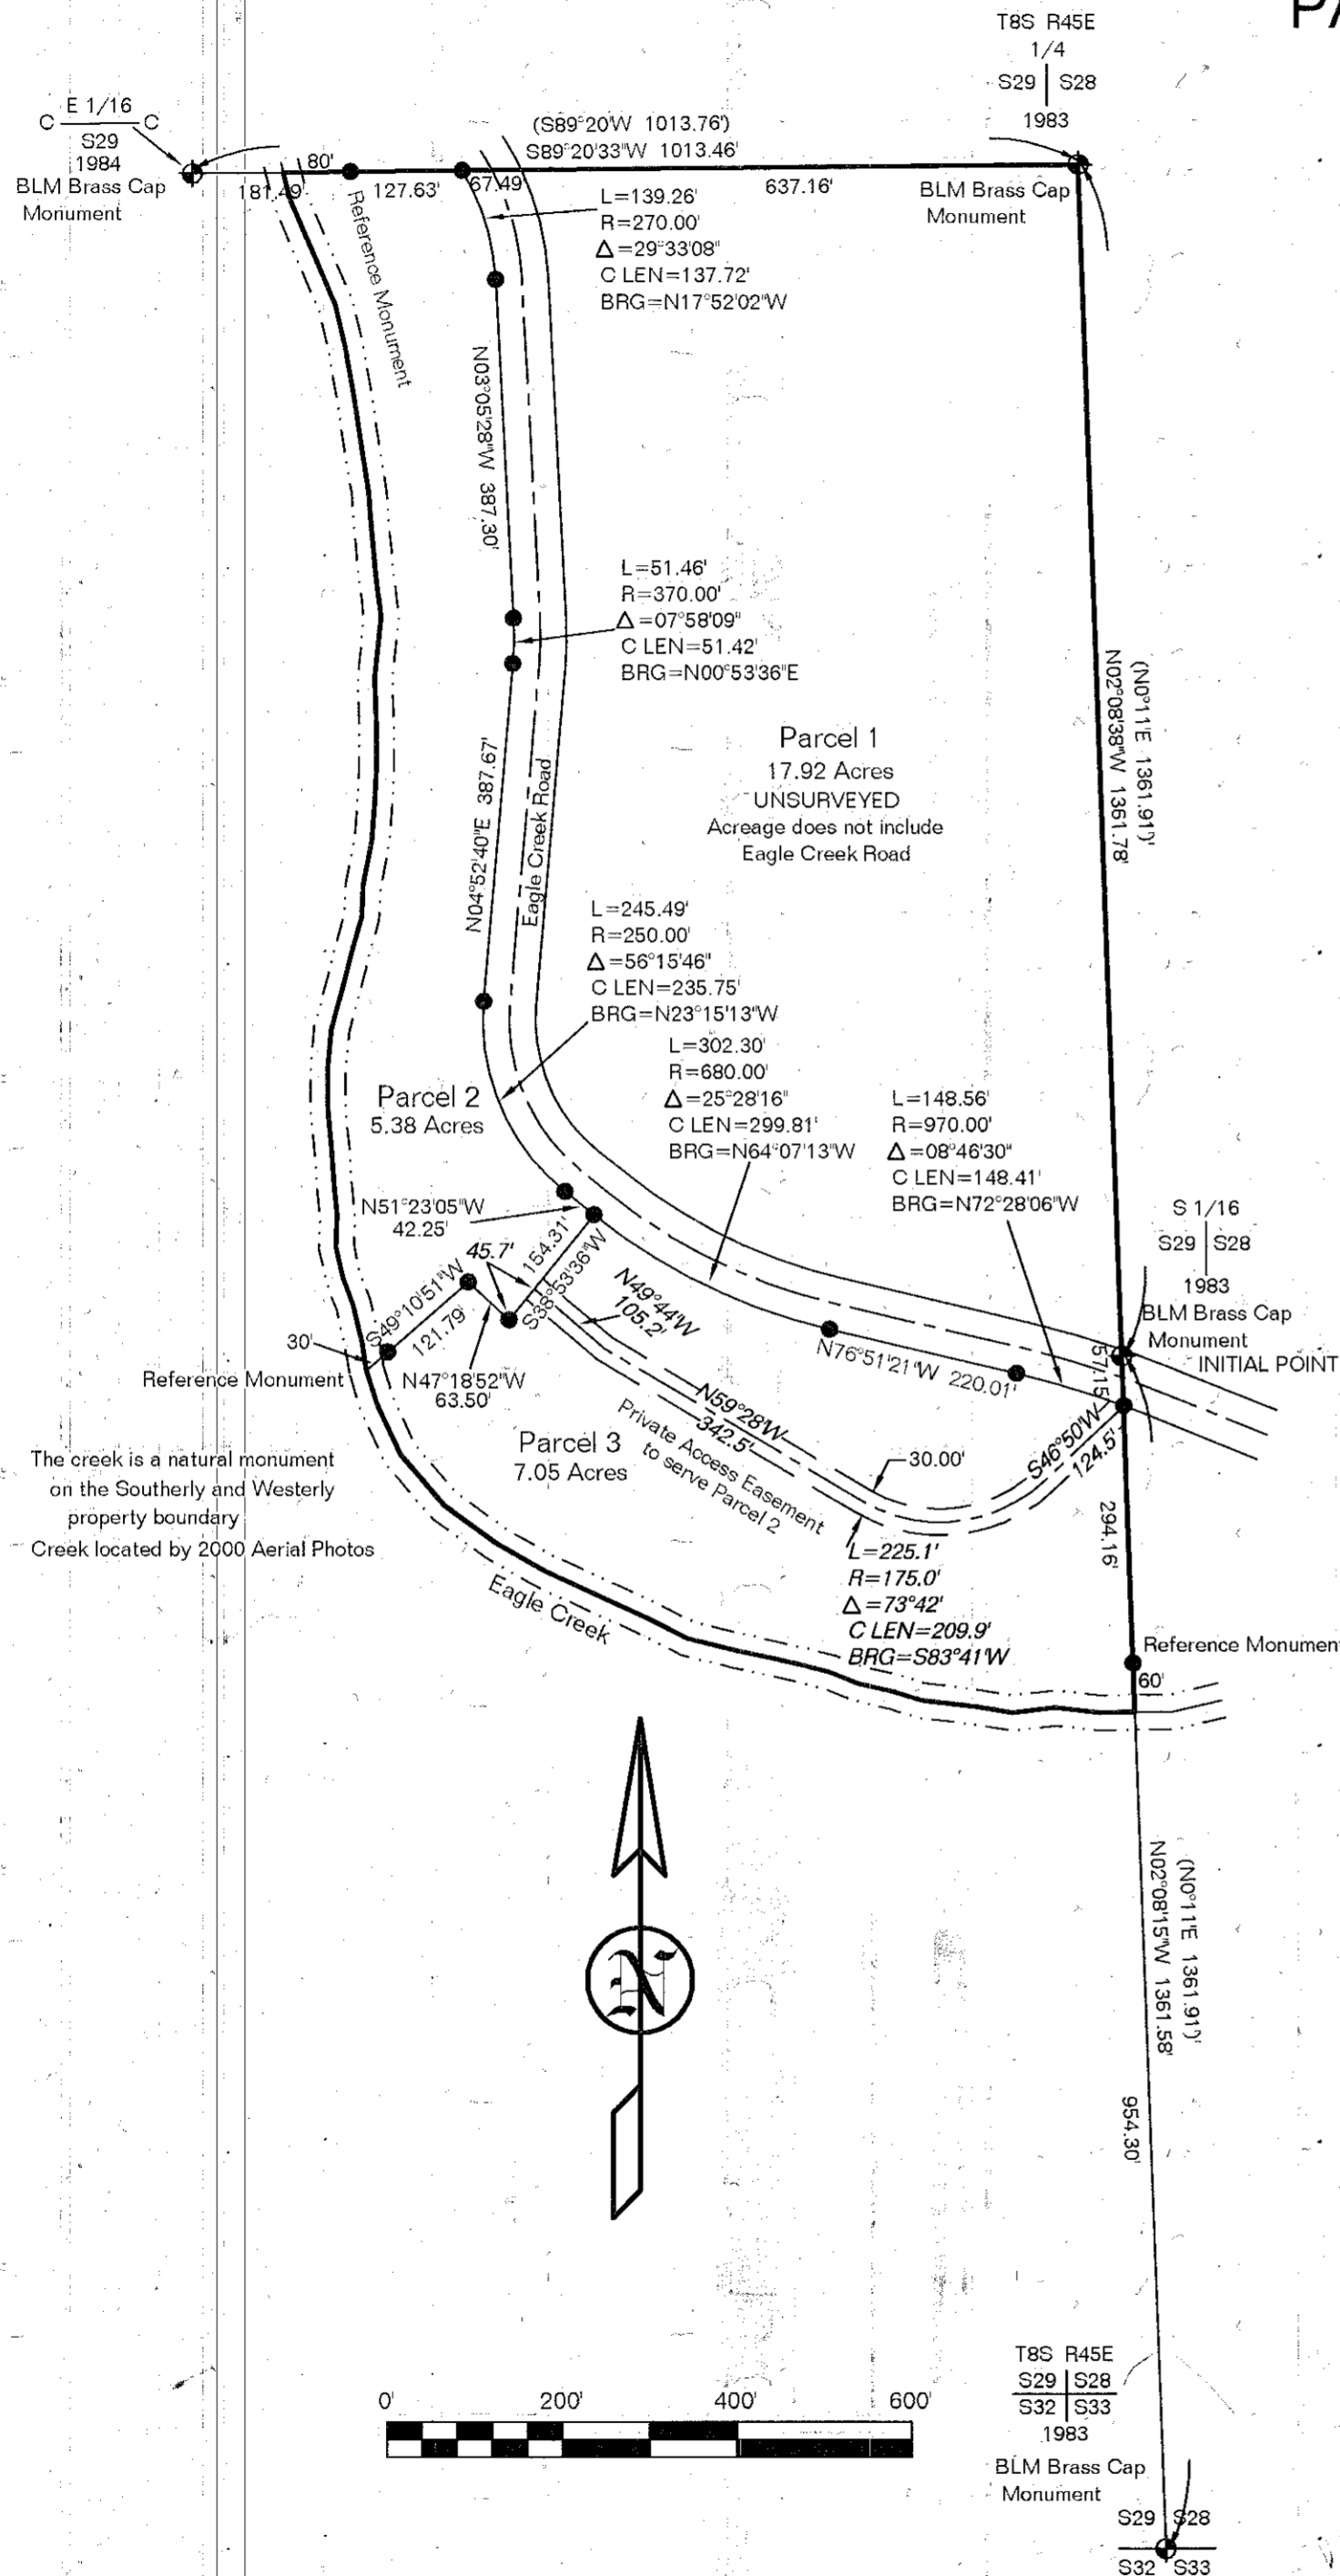 PA
T8S R45E
1/4
S29 S28
1983
E 1/16
C C
S29
1984
BLM Brass Cap
Monument
(S89°20'W 1013.76')
S89°20'33"W 1013.46'
80'
181.49'
127.63'
67.49'
637.16'
BLM Brass Cap
Monument
Reference Monument
L=139.26'
R=270.00'
Δ=29°33'08"
C LEN=137.72'
BRG=N17°52'02"W
N03°05'28"W 387.30'
L=51.46'
R=370.00'
Δ=07°58'09"
C LEN=51.42'
BRG=N00°53'36"E
(N0°11'E 1361.91')
N02°08'38"W 1361.78'
Parcel 1
17.92 Acres
UNSURVEYED
Acreage does not include
Eagle Creek Road
N04°52'40"E 387.67'
Eagle Creek Road
L=245.49'
R=250.00'
Δ=56°15'46"
C LEN=235.75'
BRG=N23°15'13"W
L=302.30'
R=680.00'
Δ=25°28'16"
C LEN=299.81'
BRG=N64°07'13"W
L=148.56'
R=970.00'
Δ=08°46'30"
C LEN=148.41'
BRG=N72°28'06"W
Parcel 2
5.38 Acres
N51°23'05"W
42.25'
S 1/16
S29 S28
1983
BLM Brass Cap
Monument
INITIAL POINT
45.7'
154.31'
S38°53'36"W
S49°10'51"W
121.79'
30'
Reference Monument
N47°18'52"W
63.50'
N49°44'W
105.2'
N76°51'21"W 220.01'
57.15'
N59°28'W
342.5'
Private Access Easement
to serve Parcel 2
30.00'
S46°50'W
124.5'
Parcel 3
7.05 Acres
The creek is a natural monument
on the Southerly and Westerly
property boundary
Creek located by 2000 Aerial Photos
294.16'
L=225.1'
R=175.0'
Δ=73°42'
C LEN=209.9'
BRG=S83°41'W
Eagle Creek
Reference Monument
60'
N
(N0°11'E 1361.91')
N02°08'15"W 1361.58'
954.30'
0' 200' 400' 600'
T8S R45E
S29 S28
S32 S33
1983
BLM Brass Cap
Monument
S29 S28
S32 S33